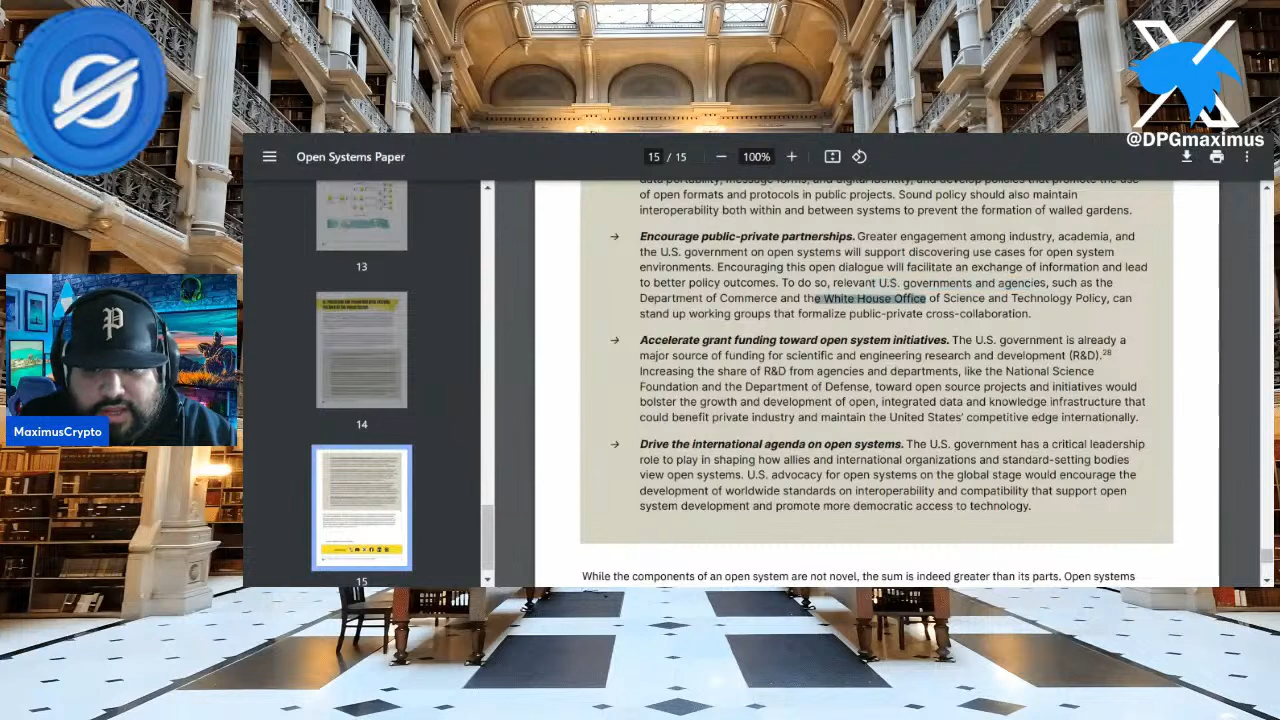 @DPGmaximus
Open Systems Paper
15 / 15
100%
of open formats and protocols in public projects. Sound policy should also maintain
interoperability both within and between systems to prevent the formation of walled gardens.
→ Encourage public-private partnerships. Greater engagement among industry, academia, and
the U.S. government on open systems will support discovering use cases for open system
environments. Encouraging this open dialogue will facilitate an exchange of information and lead
to better policy outcomes. To do so, relevant U.S. governments and agencies, such as the
Department of Commerce and the White House Office of Science and Technology Policy, can
stand up working groups that formalize public-private cross-collaboration.
→ Accelerate grant funding toward open system initiatives. The U.S. government is already a
major source of funding for scientific and engineering research and development (R&D).28
Increasing the share of R&D from agencies and departments, like the National Science
Foundation and the Department of Defense, toward open source projects and initiatives would
bolster the growth and development of open, integrated data and knowledge infrastructure that
could benefit private industry and maintain the United States' competitive edge internationally.
→ Drive the international agenda on open systems. The U.S. government has a critical leadership
role to play in shaping how allies and international organizations and standard-setting bodies
view open systems. U.S. advocacy for open systems on the global stage would encourage the
development of worldwide standards on interoperability and compatibility that support open
system development and promote more democratic access to technology.
While the components of an open system are not novel, the sum is indeed greater than its parts. Open systems
13
14
15
P
MaximusCrypto